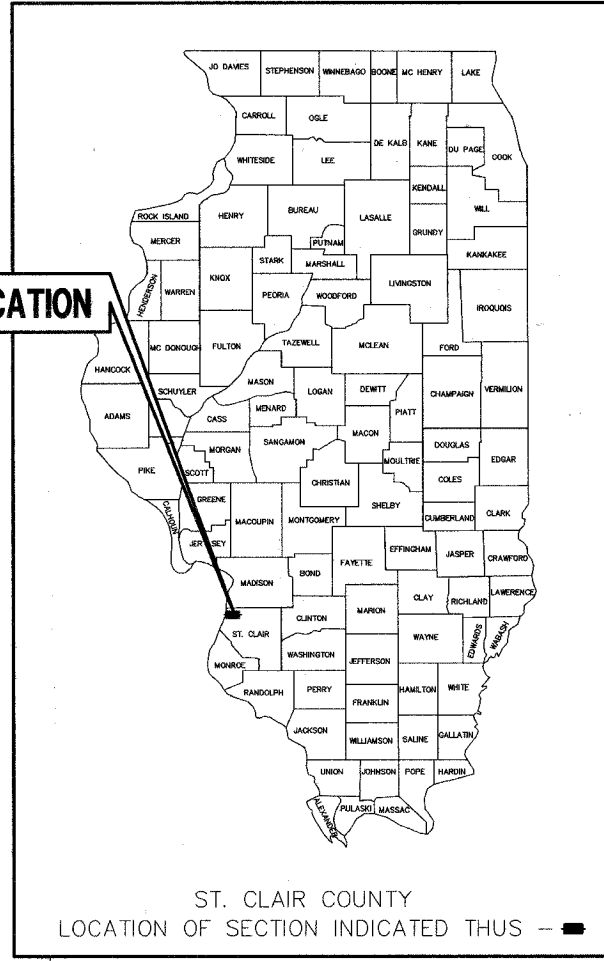 JO DAVIES
STEPHENSON
WINNEBAGO
BOONE
MC HENRY
LAKE
CARROLL
OGLE
DE KALB
KANE
DU PAGE
COOK
WHITESIDE
LEE
KENDALL
ROCK ISLAND
HENRY
BUREAU
LASALLE
GRUNDY
WILL
MERCER
PUTNAM
KANKAKEE
HENDERSON
WARREN
KNOX
STARK
MARSHALL
LIVINGSTON
PEORIA
WOODFORD
IROQUOIS
CATION
HANCOCK
MC DONOUGH
FULTON
TAZEWELL
MCLEAN
FORD
SCHUYLER
MASON
LOGAN
DEWITT
CHAMPAIGN
VERMILION
ADAMS
CASS
MENARD
PIATT
MACON
MORGAN
SANGAMON
DOUGLAS
EDGAR
PIKE
SCOTT
CHRISTIAN
MOULTRIE
COLES
CALHOUN
GREENE
MACOUPIN
MONTGOMERY
SHELBY
CUMBERLAND
CLARK
JERSEY
FAYETTE
EFFINGHAM
JASPER
CRAWFORD
MADISON
BOND
ST. CLAIR
CLINTON
MARION
CLAY
RICHLAND
LAWERENCE
WAYNE
EDWARDS
WABASH
MONROE
WASHINGTON
JEFFERSON
RANDOLPH
PERRY
FRANKLIN
HAMILTON
WHITE
JACKSON
WILLIAMSON
SALINE
GALLATIN
UNION
JOHNSON
POPE
HARDIN
ALEXANDER
PULASKI
MASSAC
ST. CLAIR COUNTY
LOCATION OF SECTION INDICATED THUS -